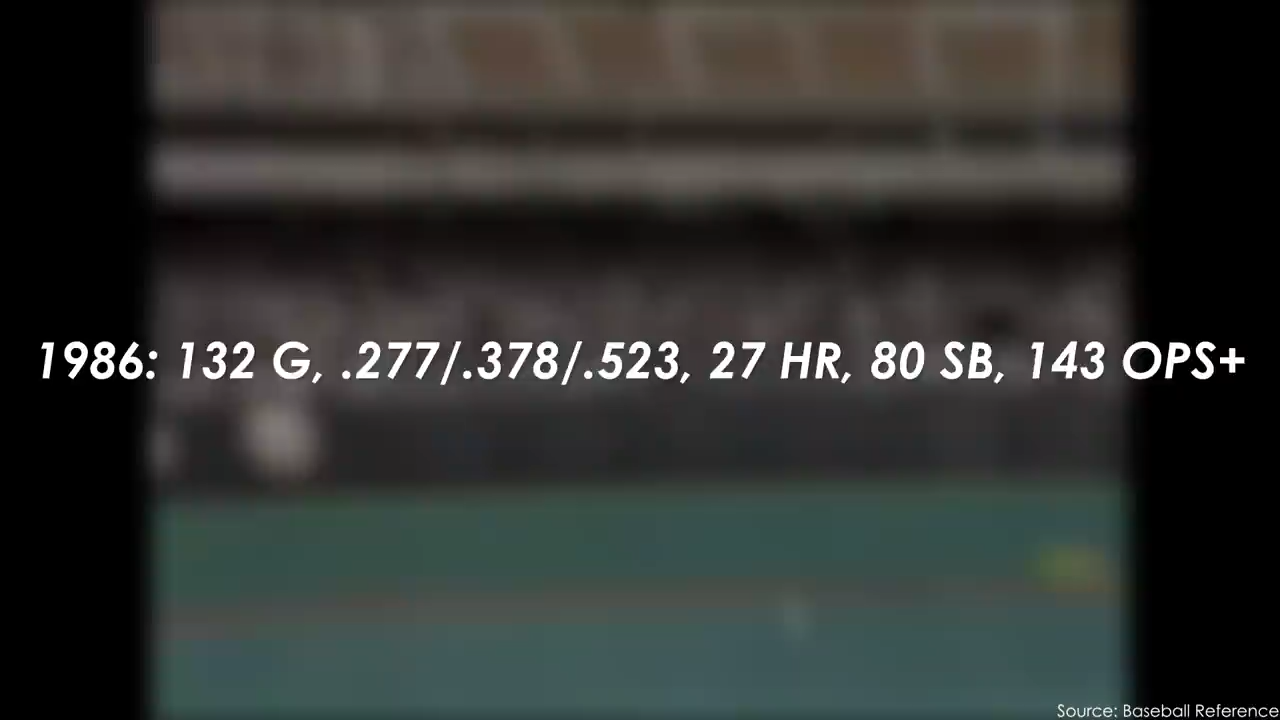 1986: 132 G, .277/.378/.523, 27 HR, 80 SB, 143 OPS+
Source: Baseball Reference